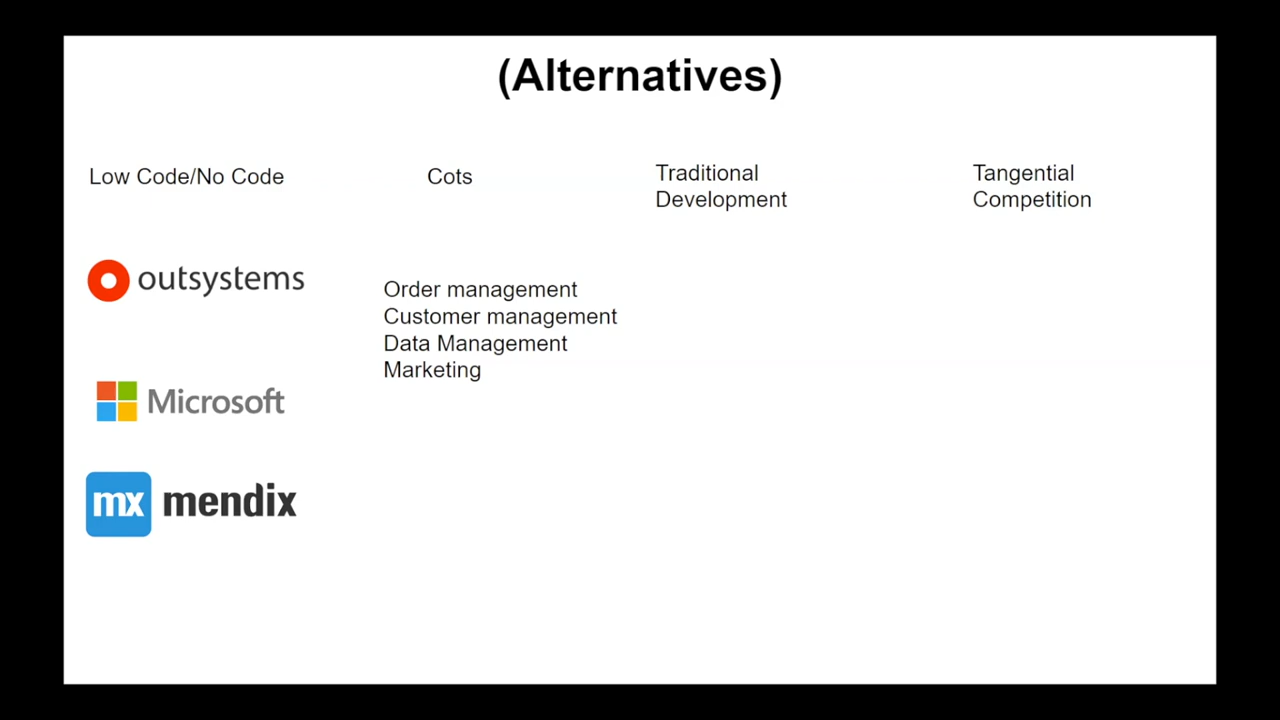 (Alternatives)
Low Code/No Code
Cots
Traditional
Development
Tangential
Competition
outsystems
Microsoft
mx mendix
Order management
Customer management
Data Management
Marketing